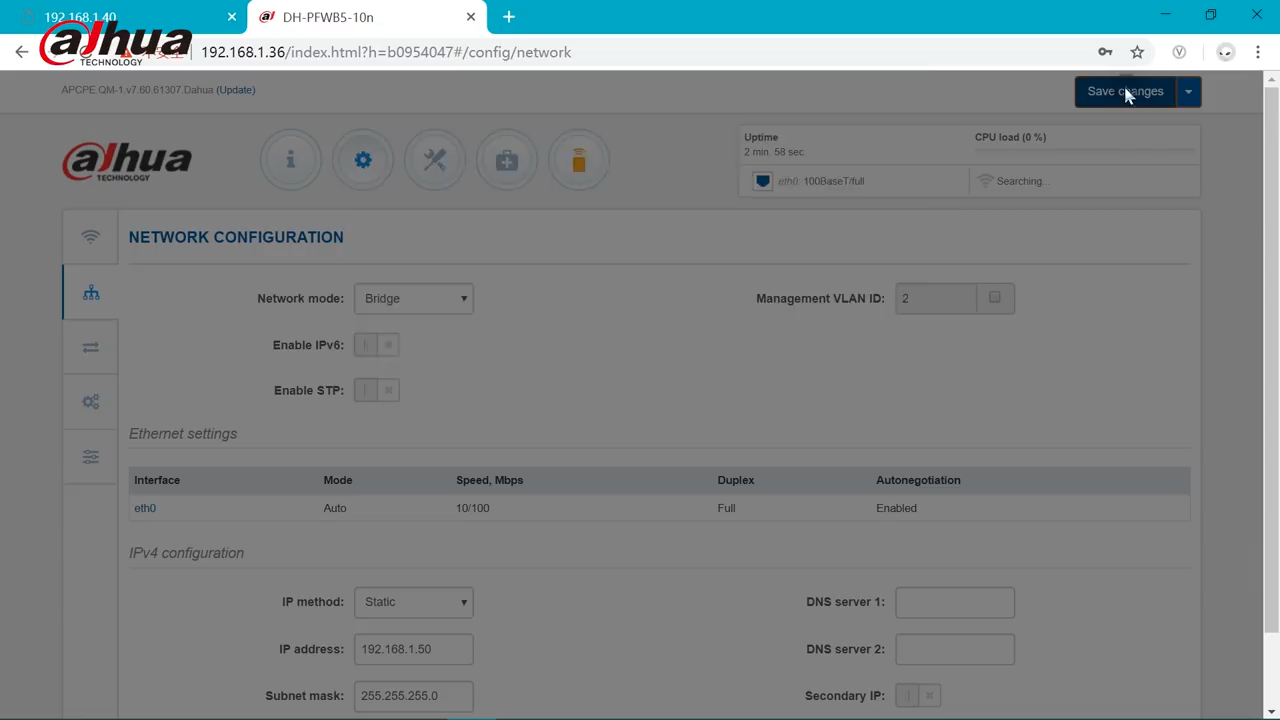 192.168.1.40
DH-PFWB5-10n
alhua
TECHNOLOGY
192.168.1.36/index.html?h=b0954047#/config/network
APCPE.QM-1.v7.60.61307.Dahua (Update)
Save changes
alhua
TECHNOLOGY
Uptime
2 min. 58 sec.
CPU load (0 %)
eth0: 100BaseT/full
Searching...
NETWORK CONFIGURATION
Network mode: Bridge
Management VLAN ID: 2
Enable IPv6:
Enable STP:
Ethernet settings
Interface Mode Speed, Mbps Duplex Autonegotiation
eth0 Auto 10/100 Full Enabled
IPv4 configuration
IP method: Static
DNS server 1:
IP address: 192.168.1.50
DNS server 2:
Subnet mask: 255.255.255.0
Secondary IP: